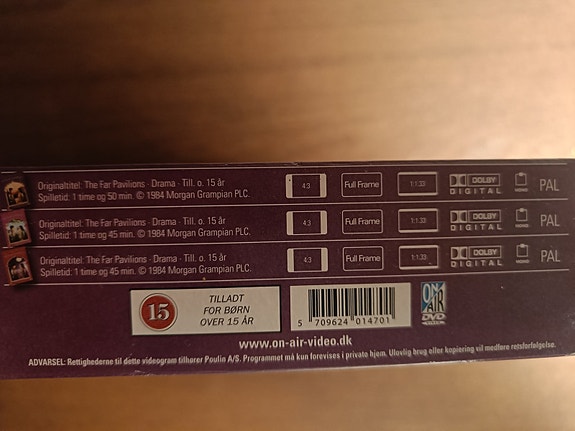 Originaltitel: The Far Pavilions · Drama · Till. o. 15 år
Spilletid: 1 time og 50 min. © 1984 Morgan Grampian PLC.
4:3
Full Frame
1:1.33
DOLBY
DIGITAL
MONO
PAL
Originaltitel: The Far Pavilions · Drama · Till. o. 15 år
Spilletid: 1 time og 45 min. © 1984 Morgan Grampian PLC.
4:3
Full Frame
1:1.33
DOLBY
DIGITAL
MONO
PAL
Originaltitel: The Far Pavilions · Drama · Till. o. 15 år
Spilletid: 1 time og 45 min. © 1984 Morgan Grampian PLC.
4:3
Full Frame
1:1.33
DOLBY
DIGITAL
MONO
PAL
15
TILLADT
FOR BØRN
OVER 15 ÅR
5 709624 014701
ON
AIR
DVD
www.on-air-video.dk
ADVARSEL: Rettighederne til dette videogram tilhører Poulin A/S. Programmet må kun forevises i private hjem. Ulovlig brug eller kopiering vil medføre retsforfølgelse.